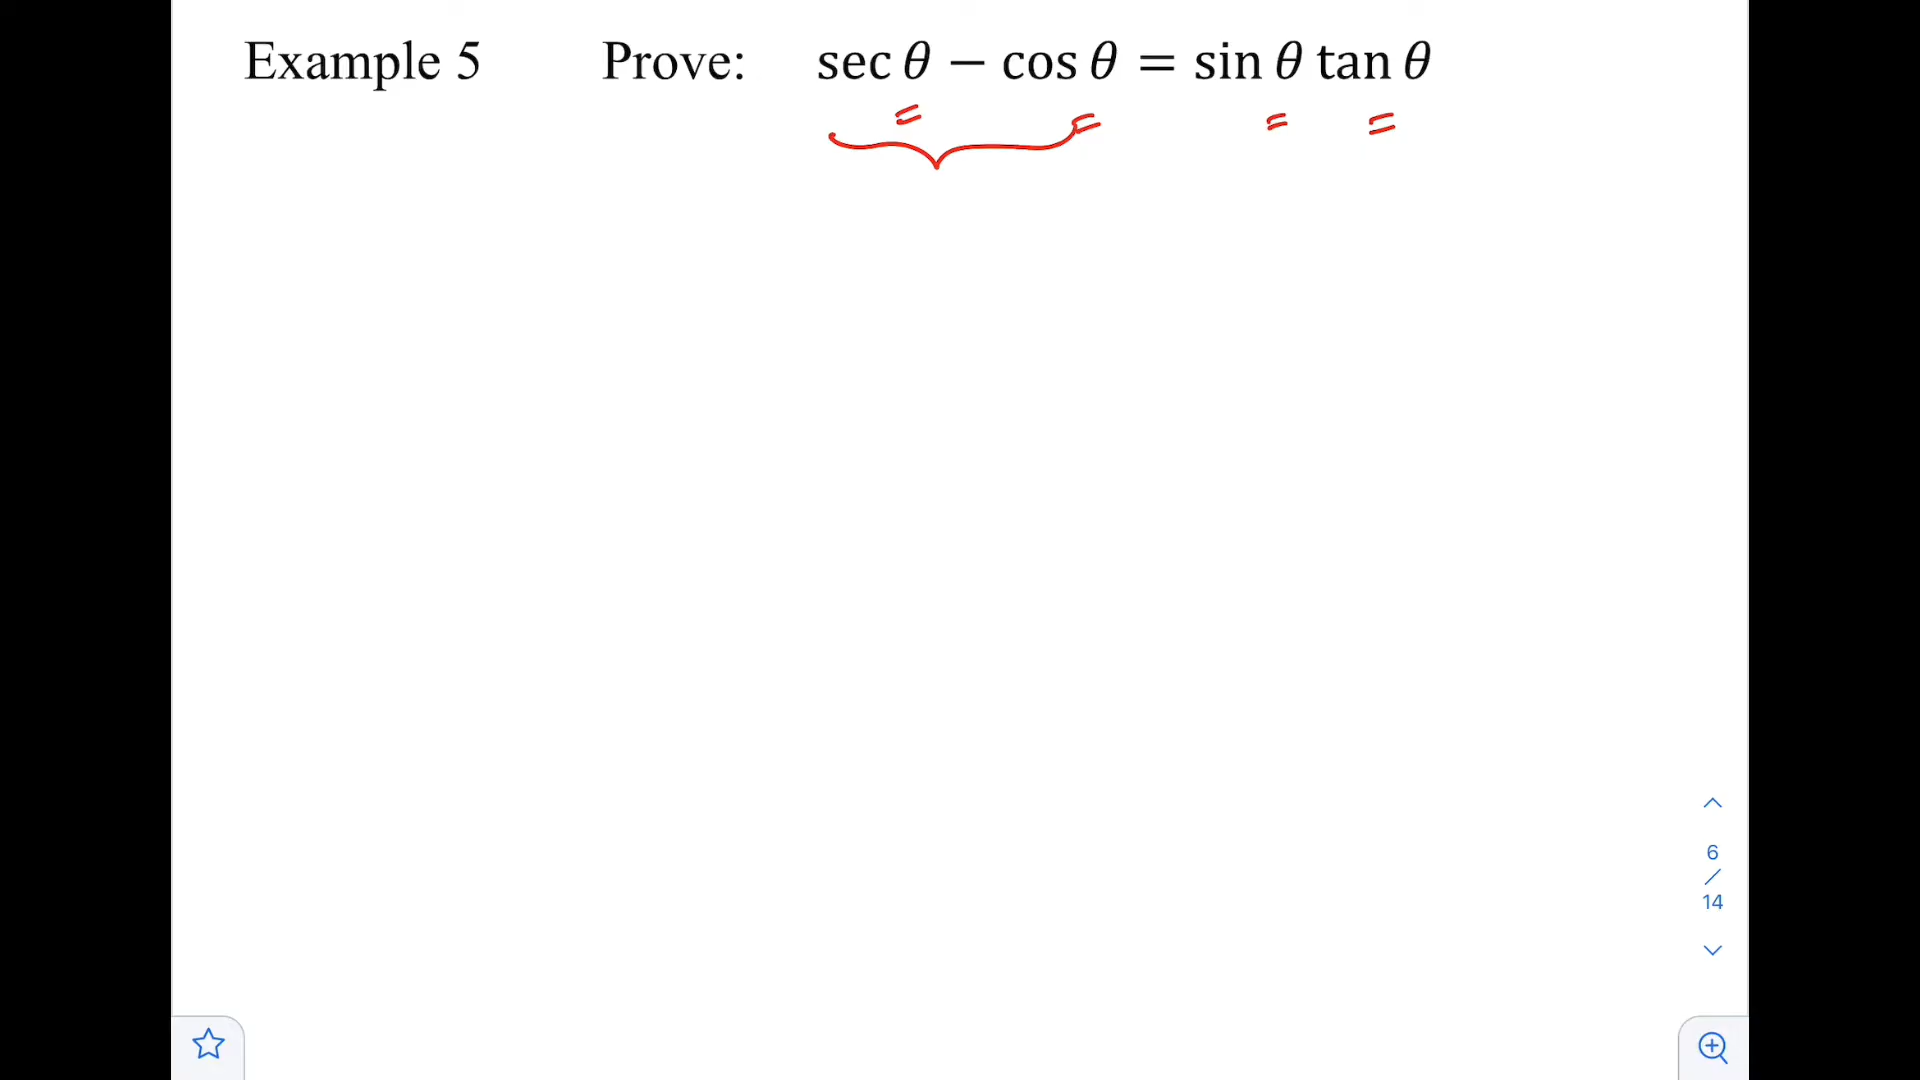 Example 5 Prove: sec θ − cos θ = sin θ tan θ
6
/
14